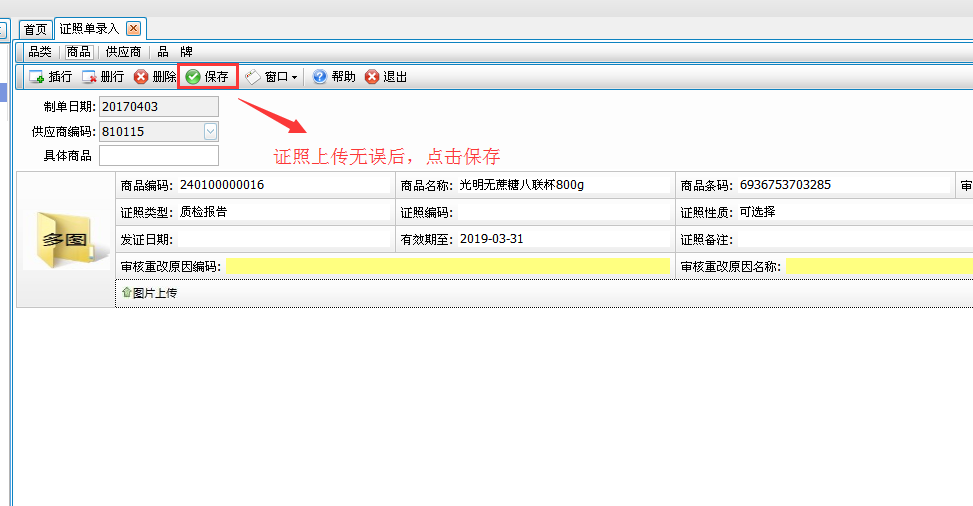 首页 证照单录入
品类 商品 供应商 品 牌
插行 删行 删除 保存 窗口 帮助 退出
制单日期: 20170403
供应商编码: 810115
具体商品
证照上传无误后，点击保存
商品编码: 240100000016 商品名称: 光明无蔗糖八联杯800g 商品条码: 6936753703285 审
证照类型: 质检报告 证照编码: 证照性质: 可选择
发证日期: 有效期至: 2019-03-31 证照备注:
多图
审核重改原因编码: 审核重改原因名称:
图片上传